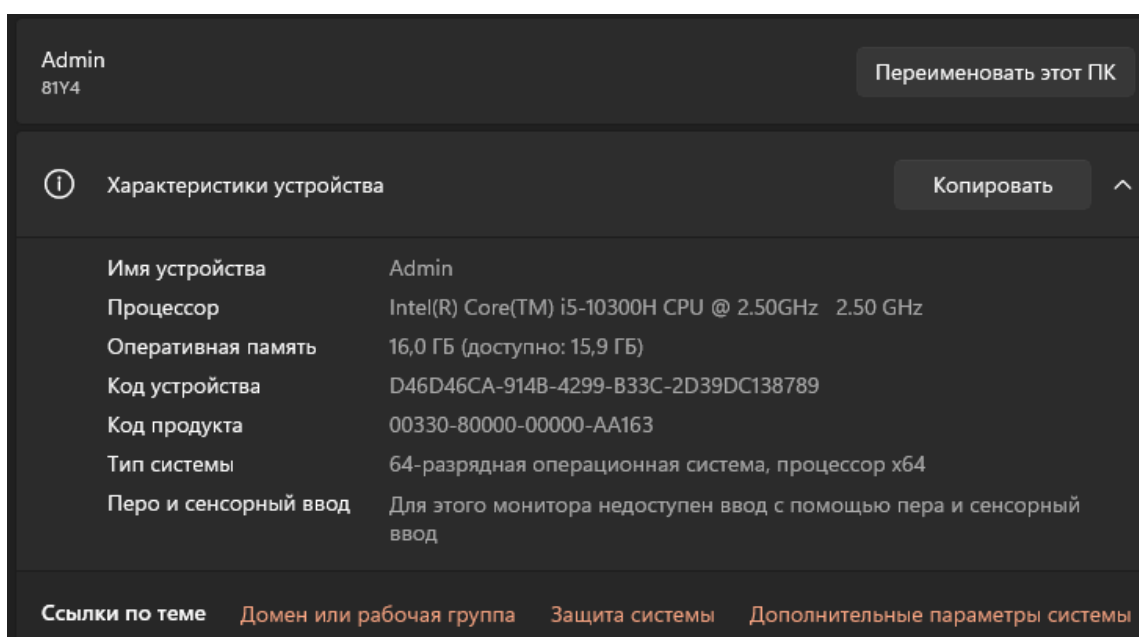 Admin
81Y4
Переименовать этот ПК
Характеристики устройства
Копировать
Имя устройства Admin
Процессор Intel(R) Core(TM) i5-10300H CPU @ 2.50GHz 2.50 GHz
Оперативная память 16,0 ГБ (доступно: 15,9 ГБ)
Код устройства D46D46CA-914B-4299-B33C-2D39DC138789
Код продукта 00330-80000-00000-AA163
Тип системы 64-разрядная операционная система, процессор x64
Перо и сенсорный ввод Для этого монитора недоступен ввод с помощью пера и сенсорный
ввод
Ссылки по теме Домен или рабочая группа Защита системы Дополнительные параметры системы